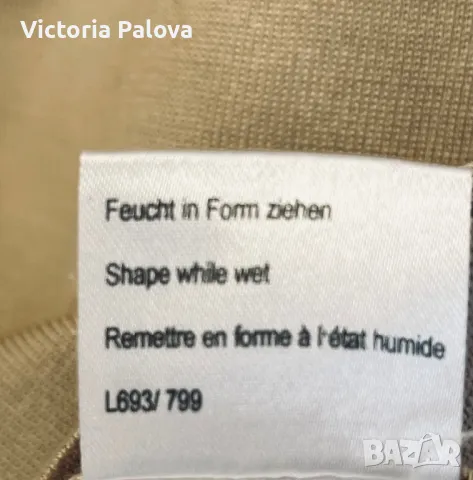 Victoria Palova
Feucht in Form ziehen
Shape while wet
Remettre en forme à l'état humide
L693/ 799
BAZAR